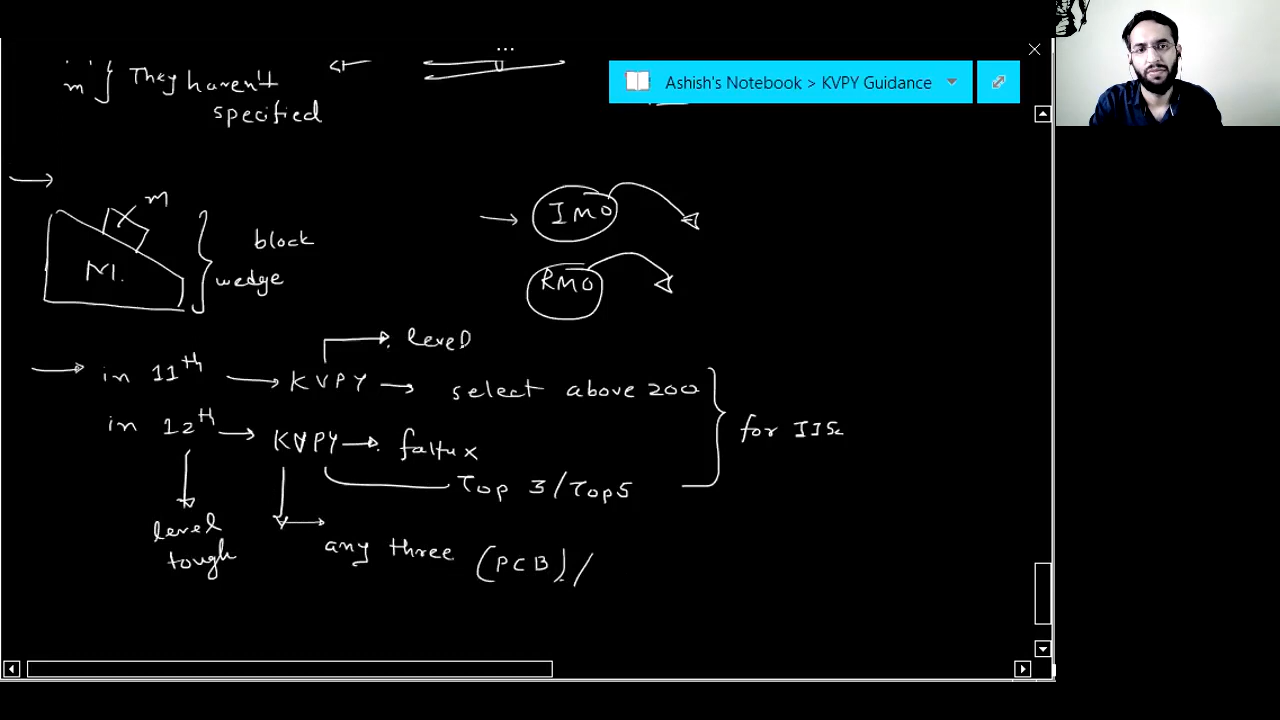 m } They haven't
specified
...
Ashish's Notebook > KVPY Guidance
m
M.
block
wedge
IMO
RMO
level
in 11th → KVPY → select above 200
in 12th → KVPY → faltu x
for IISc
Top 3/Top5
level
tough
any three (PCB)/